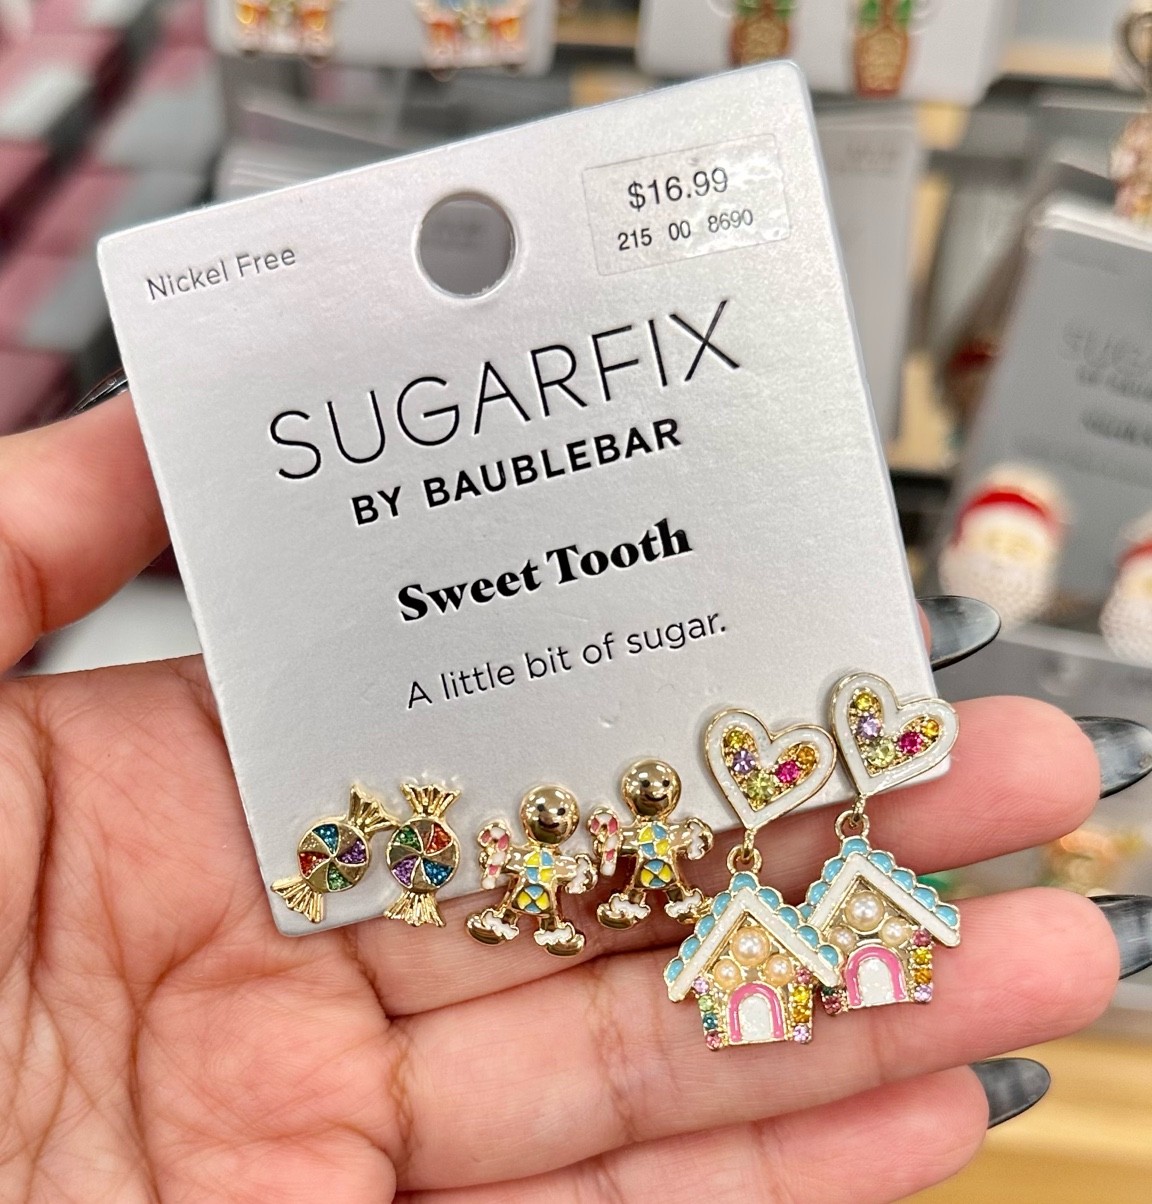 Nickel Free
$16.99
215 00 8690
SUGARFIX
BY BAUBLEBAR
Sweet Tooth
A little bit of sugar.